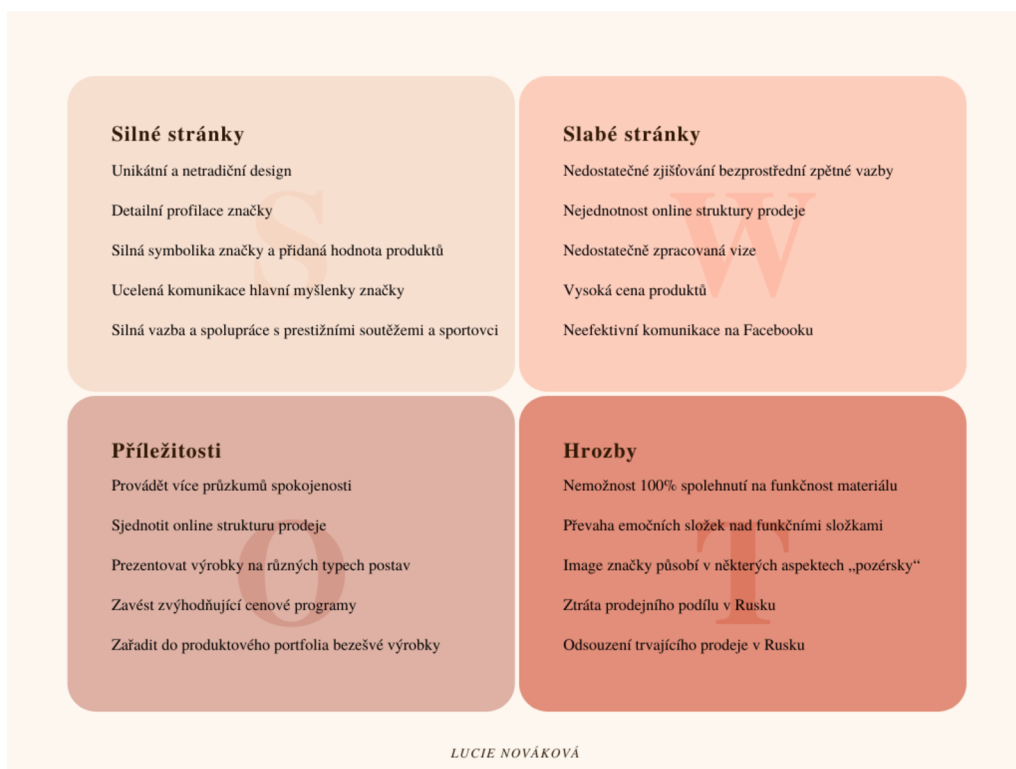 Silné stránky
Unikátní a netradiční design
Detailní profilace značky
Silná symbolika značky a přidaná hodnota produktů
Ucelená komunikace hlavní myšlenky značky
Silná vazba a spolupráce s prestižními soutěžemi a sportovci
S
Slabé stránky
Nedostatečné zjišťování bezprostřední zpětné vazby
Nejednotnost online struktury prodeje
Nedostatečně zpracovaná vize
Vysoká cena produktů
Neefektivní komunikace na Facebooku
W
Příležitosti
Provádět více průzkumů spokojenosti
Sjednotit online strukturu prodeje
Prezentovat výrobky na různých typech postav
Zavést zvýhodňující cenové programy
Zařadit do produktového portfolia bezešvé výrobky
O
Hrozby
Nemožnost 100% spolehnutí na funkčnost materiálu
Převaha emočních složek nad funkčními složkami
Image značky působí v některých aspektech „pozérsky“
Ztráta prodejního podílu v Rusku
Odsouzení trvajícího prodeje v Rusku
T
LUCIE NOVÁKOVÁ